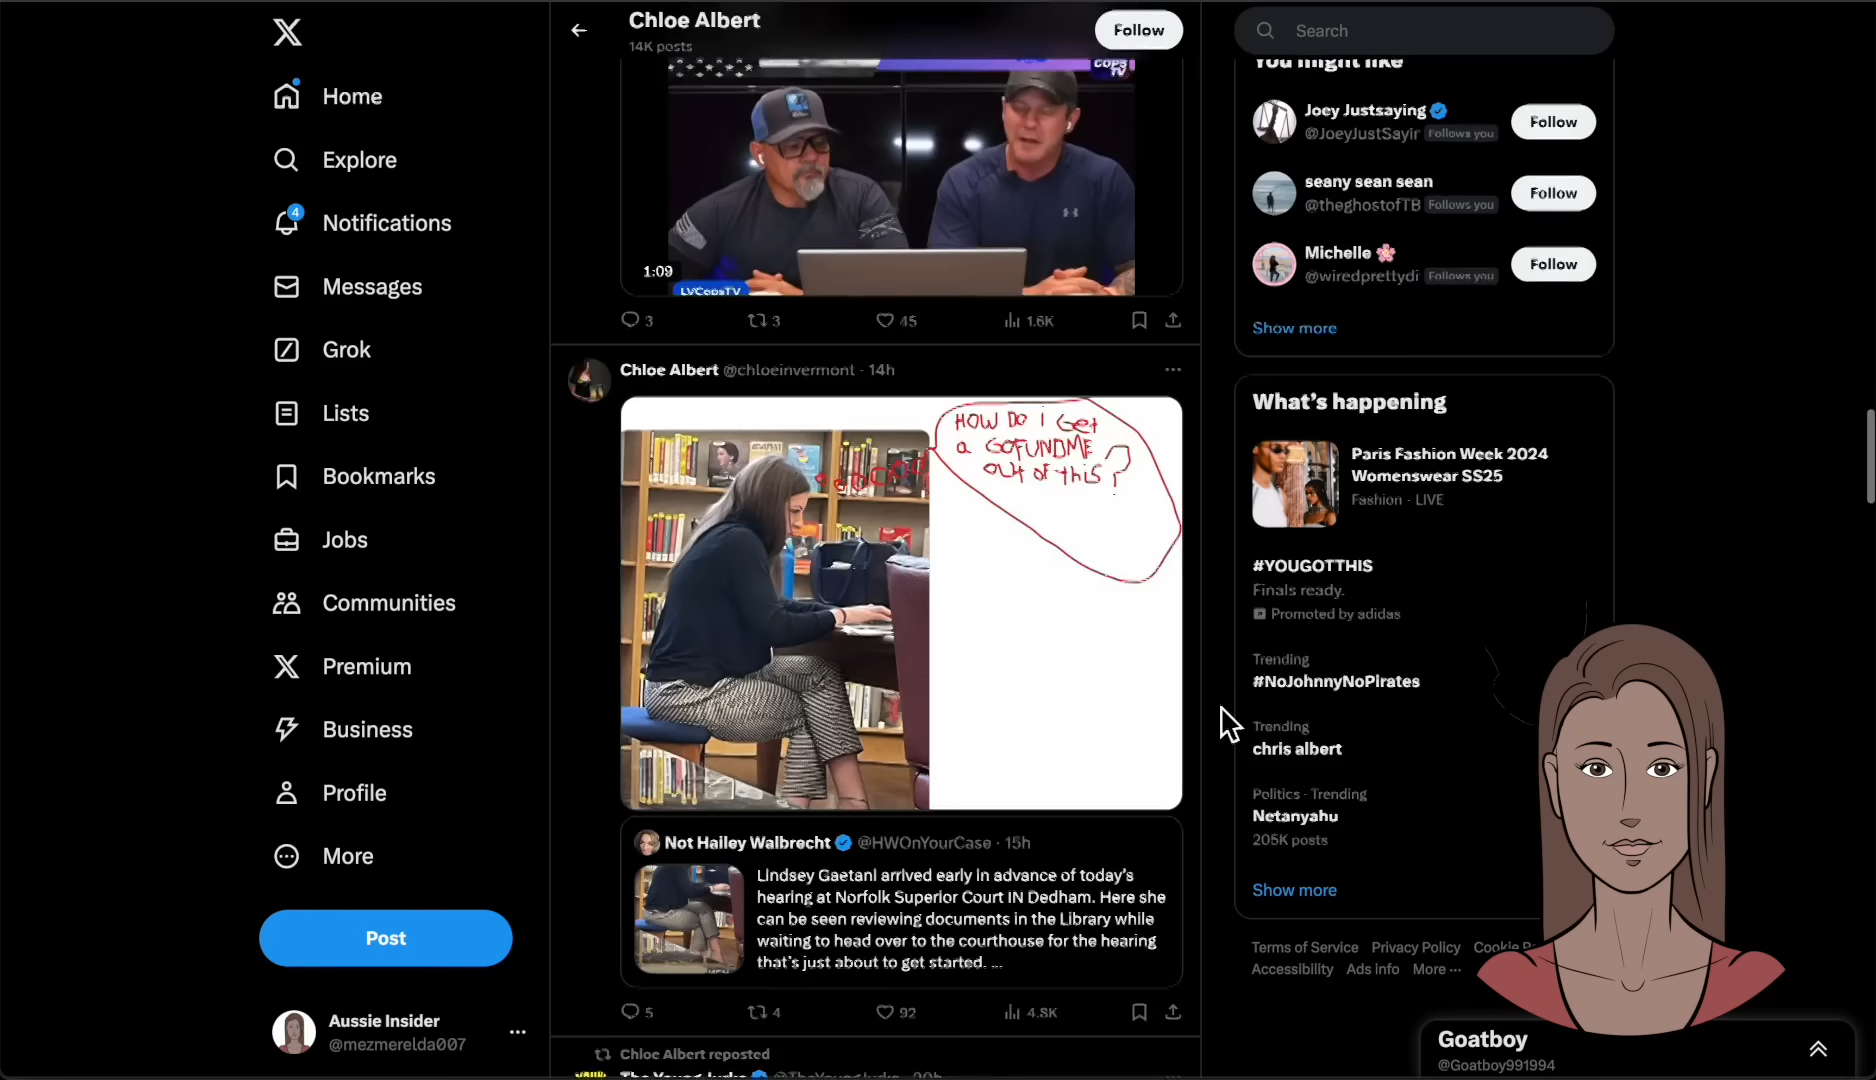 Home
Explore
4
Notifications
Messages
Grok
Lists
Bookmarks
Jobs
Communities
Premium
Business
Profile
More
Post
Aussie Insider
@mezmerelda007
Chloe Albert
14K posts
Follow
COPS
TV
1:09
LVCopsTV
3
3
45
1.6K
Chloe Albert @chloeinvermont · 14h
HOW DO i Get
a GOFUNDME
out of this ?
Not Hailey Walbrecht @HWOnYourCase · 15h
Lindsey Gaetani arrived early in advance of today's
hearing at Norfolk Superior Court IN Dedham. Here she
can be seen reviewing documents in the Library while
waiting to head over to the courthouse for the hearing
that's just about to get started. ...
5
4
92
4.8K
Chloe Albert reposted
Search
You might like
Joey Justsaying
@JoeyJustSayir Follows you
Follow
seany sean sean
@theghostofTB Follows you
Follow
Michelle
@wiredprettydi Follows you
Follow
Show more
What's happening
Paris Fashion Week 2024
Womenswear SS25
Fashion · LIVE
#YOUGOTTHIS
Finals ready.
Promoted by adidas
Trending
#NoJohnnyNoPirates
Trending
chris albert
Politics · Trending
Netanyahu
205K posts
Show more
Terms of Service Privacy Policy Cookie
Accessibility Ads info More ...
Goatboy
@Goatboy991994